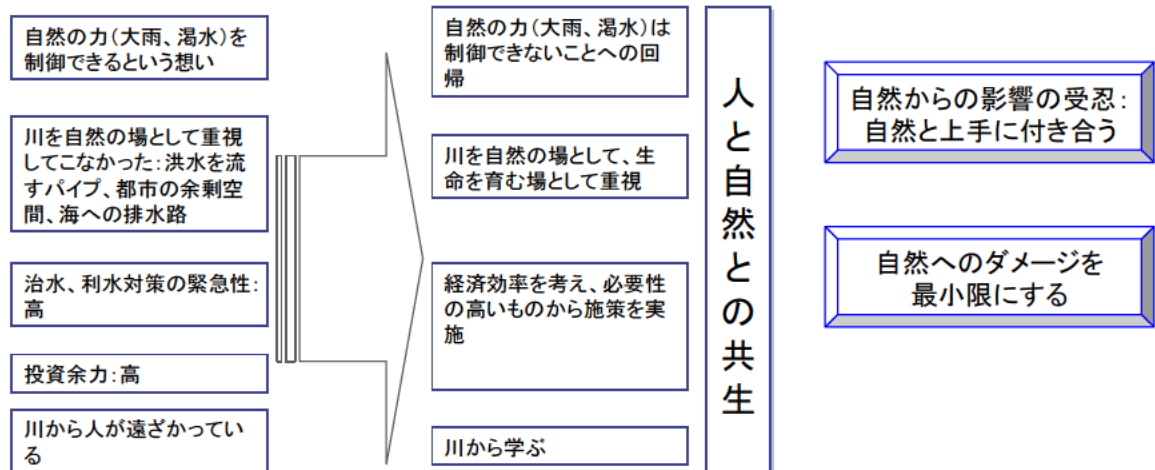 自然の力(大雨、渇水)を
制御できるという想い
川を自然の場として重視
してこなかった:洪水を流
すパイプ、都市の余剰空
間、海への排水路
治水、利水対策の緊急性:
高
投資余力:高
川から人が遠ざかってい
る
自然の力(大雨、渇水)は
制御できないことへの回
帰
川を自然の場として、生
命を育む場として重視
経済効率を考え、必要性
の高いものから施策を実
施
川から学ぶ
人と自然との共生
自然からの影響の受忍:
自然と上手に付き合う
自然へのダメージを
最小限にする